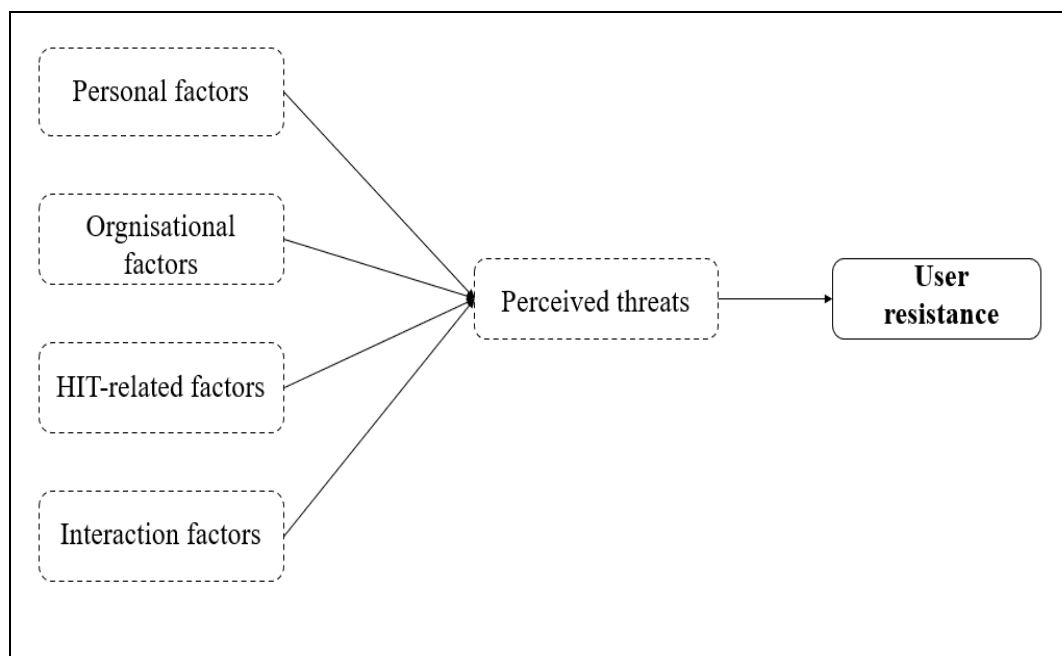 Personal factors
Orgnisational
factors
HIT-related factors
Interaction factors
Perceived threats
User
resistance